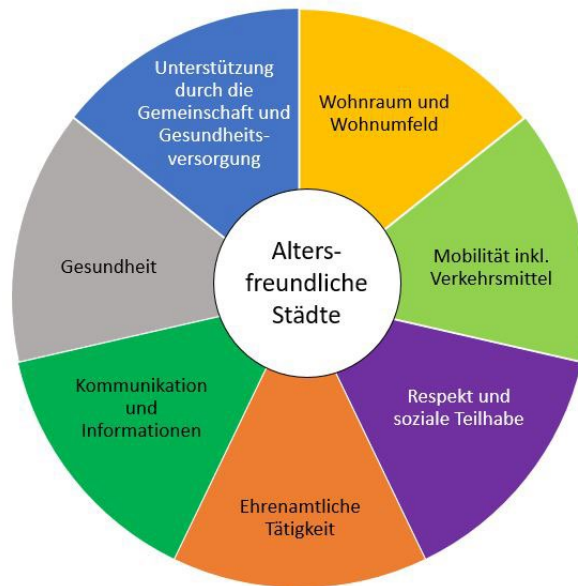 Unterstützung
durch die
Gemeinschaft und
Gesundheits-
versorgung
Wohnraum und
Wohnumfeld
Gesundheit
Alters-
freundliche
Städte
Mobilität inkl.
Verkehrsmittel
Kommunikation
und
Informationen
Respekt und
soziale Teilhabe
Ehrenamtliche
Tätigkeit